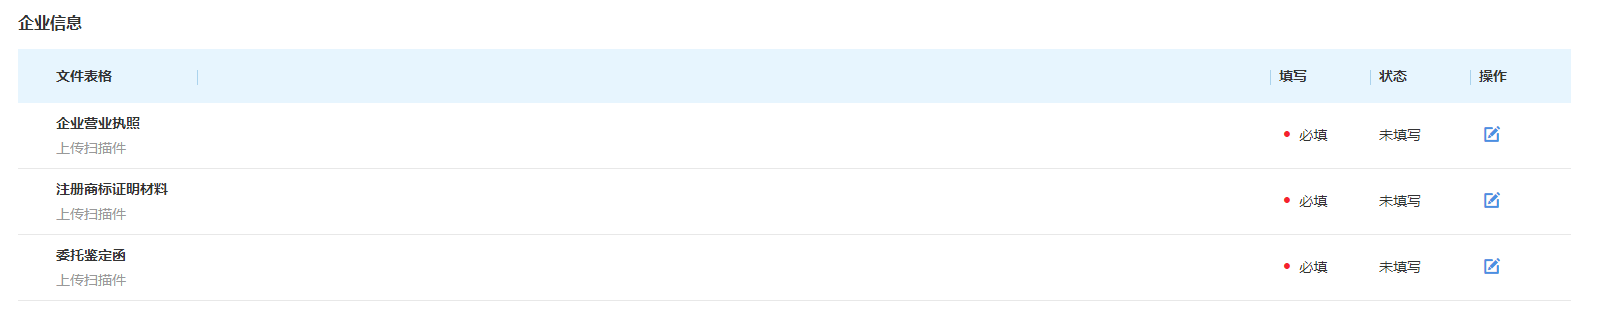 企业信息
文件表格 填写 状态 操作
企业营业执照
上传扫描件
必填 未填写
注册商标证明材料
上传扫描件
必填 未填写
委托鉴定函
上传扫描件
必填 未填写